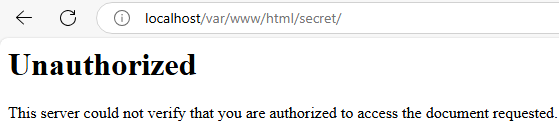 localhost/var/www/html/secret/
Unauthorized
This server could not verify that you are authorized to access the document requested.